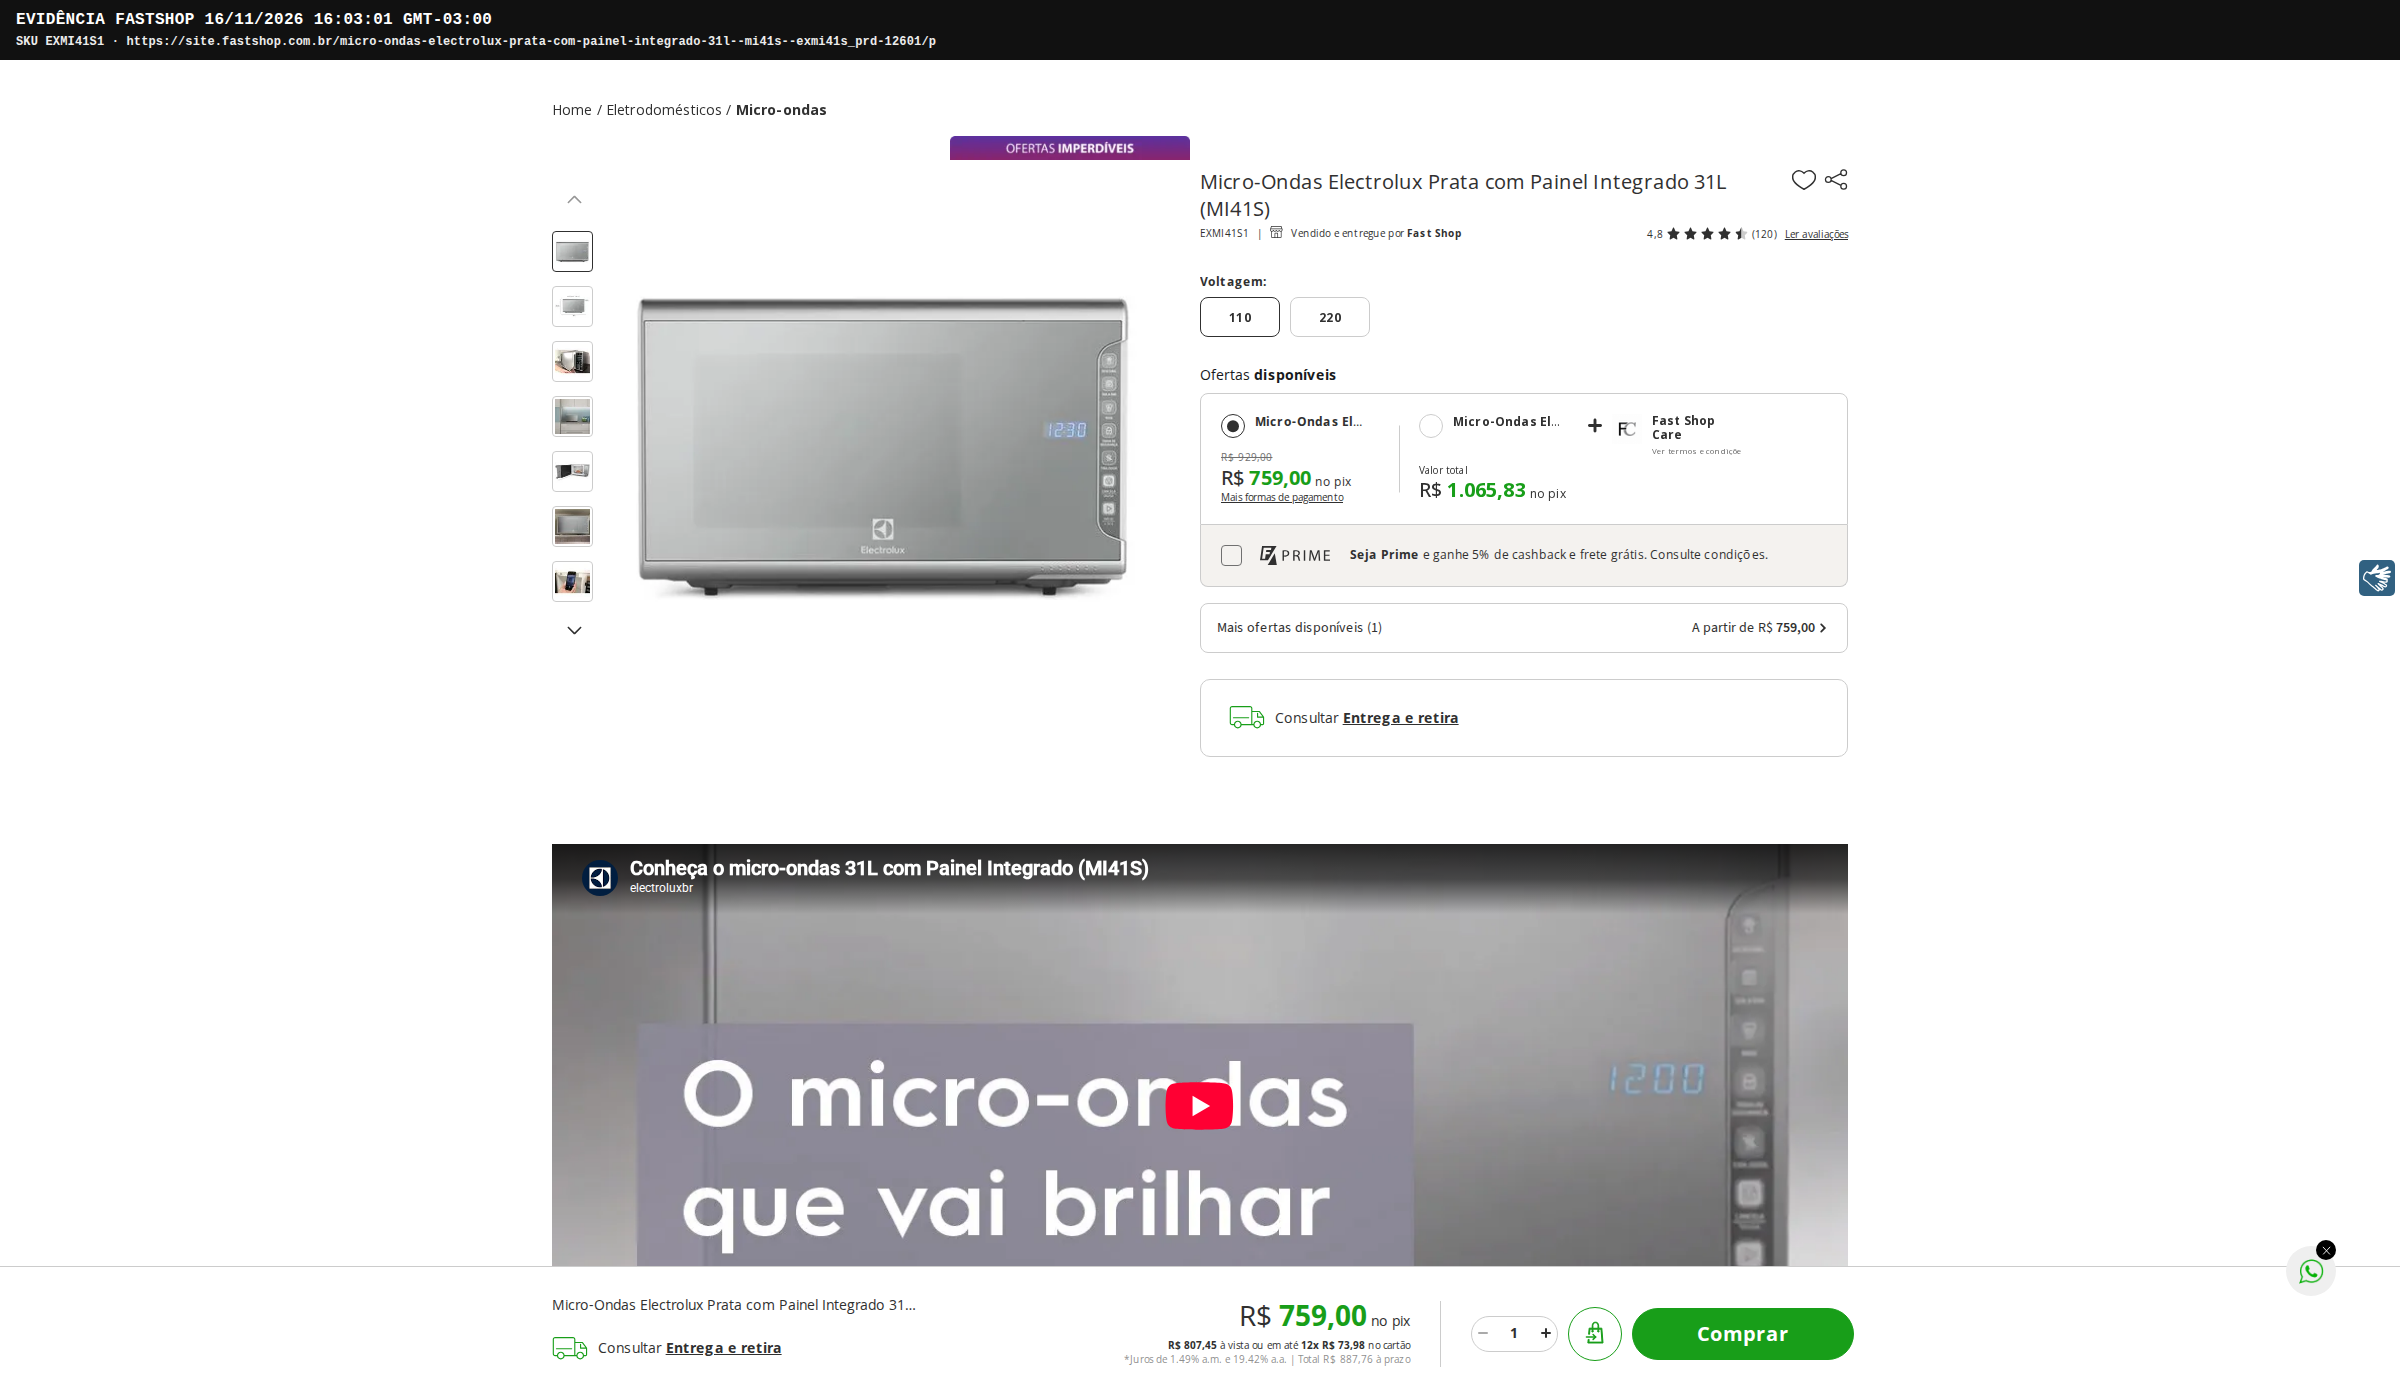 EVIDÊNCIA FASTSHOP 16/11/2026 16:03:01 GMT-03:00
SKU EXMI41S1 · https://site.fastshop.com.br/micro-ondas-electrolux-prata-com-painel-integrado-31l--mi41s--exmi41s_prd-12601/p
Home / Eletrodomésticos / Micro-ondas
OFERTAS IMPERDÍVEIS
Micro-Ondas Electrolux Prata com Painel Integrado 31L
(MI41S)
EXMI41S1 | Vendido e entregue por Fast Shop
4,8 (120) Ler avaliações
Voltagem:
110 220
Ofertas disponíveis
Micro-Ondas El...
R$ 929,00
R$ 759,00 no pix
Mais formas de pagamento
Micro-Ondas El...
+ FC Fast Shop
Care
Ver termos e condiçõe
Valor total
R$ 1.065,83 no pix
PRIME Seja Prime e ganhe 5% de cashback e frete grátis. Consulte condições.
Mais ofertas disponíveis (1) A partir de R$ 759,00
Consultar Entrega e retira
12:30
Electrolux
Conheça o micro-ondas 31L com Painel Integrado (MI41S)
electroluxbr
O micro-ondas
que vai brilhar
1200
Micro-Ondas Electrolux Prata com Painel Integrado 31...
Consultar Entrega e retira
R$ 759,00 no pix
R$ 807,45 à vista ou em até 12x R$ 73,98 no cartão
*Juros de 1.49% a.m. e 19.42% a.a. | Total R$ 887,76 à prazo
− 1 +
Comprar